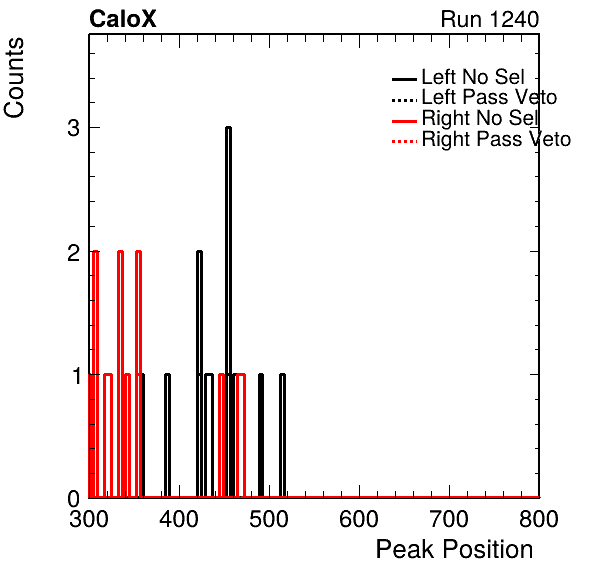 CaloX Run 1240
Counts
Left No Sel
Left Pass Veto
Right No Sel
Right Pass Veto
3
2
1
0
300 400 500 600 700 800
Peak Position